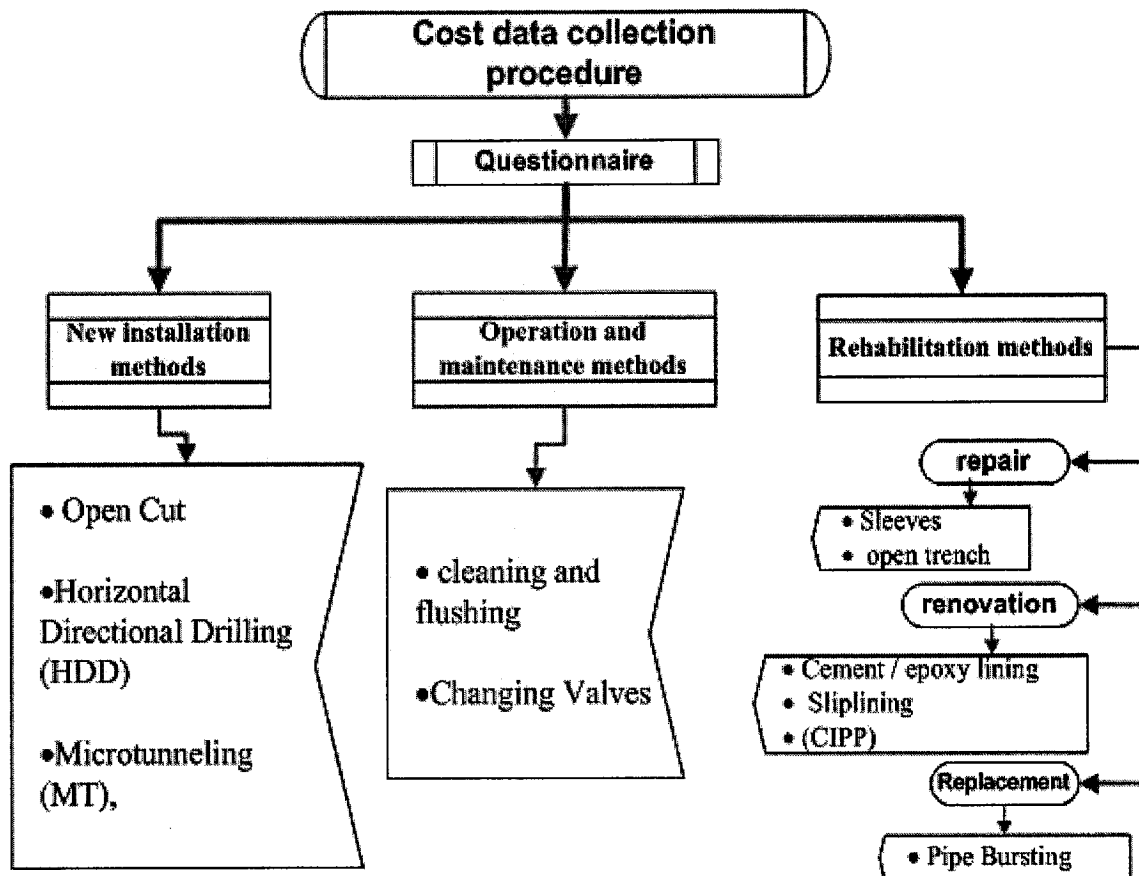 Cost data collection
procedure
Questionnaire
New installation
methods
Operation and
maintenance methods
Rehabilitation methods
• Open Cut
•Horizontal
Directional Drilling
(HDD)
•Microtunneling
(MT),
• cleaning and
flushing
•Changing Valves
repair
• Sleeves
• open trench
renovation
• Cement / epoxy lining
• Sliplining
• (CIPP)
Replacement
• Pipe Bursting